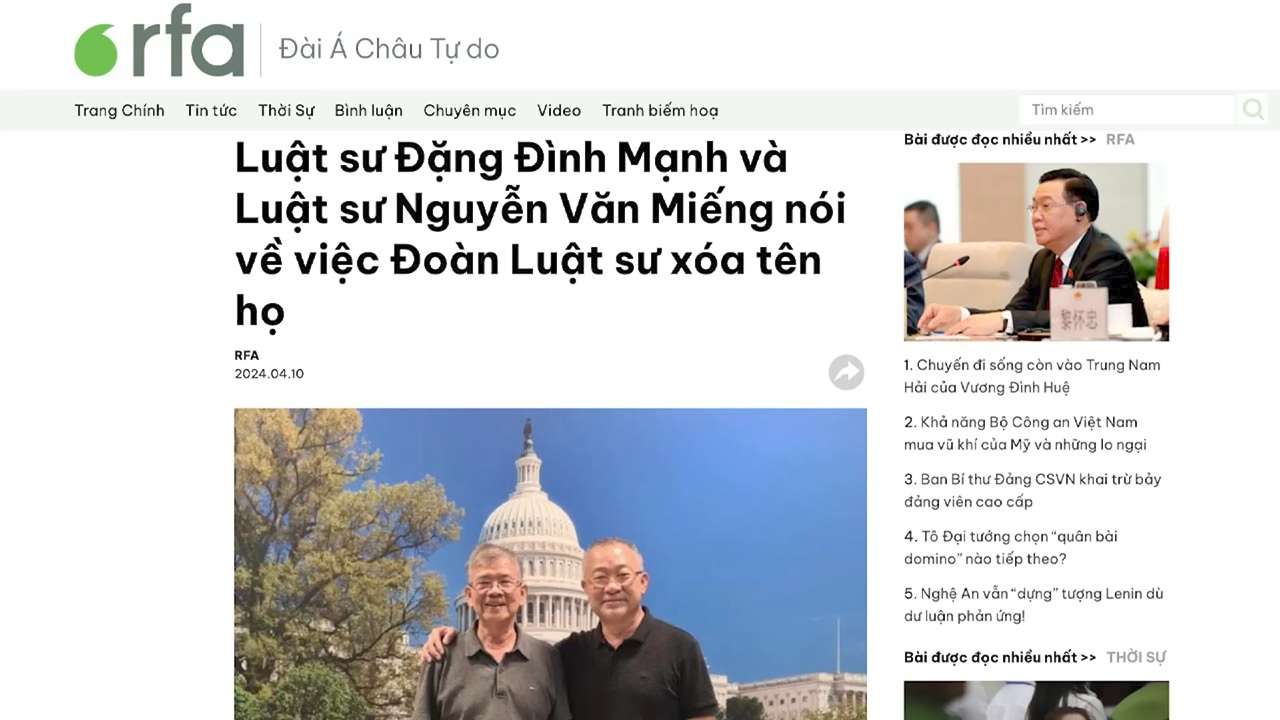 rfa
Đài Á Châu Tự do
Trang Chính Tin tức Thời Sự Bình luận Chuyên mục Video Tranh biếm hoạ
Tìm kiếm
Luật sư Đặng Đình Mạnh và
Luật sư Nguyễn Văn Miếng nói
về việc Đoàn Luật sư xóa tên
họ
RFA
2024.04.10
Bài được đọc nhiều nhất >> RFA
黎怀忠
1. Chuyến đi sống còn vào Trung Nam
Hải của Vương Đình Huệ
2. Khả năng Bộ Công an Việt Nam
mua vũ khí của Mỹ và những lo ngại
3. Ban Bí thư Đảng CSVN khai trừ bảy
đảng viên cao cấp
4. Tô Đại tướng chọn “quân bài
domino” nào tiếp theo?
5. Nghệ An vẫn “dựng” tượng Lenin dù
dư luận phản ứng!
Bài được đọc nhiều nhất >> THỜI SỰ